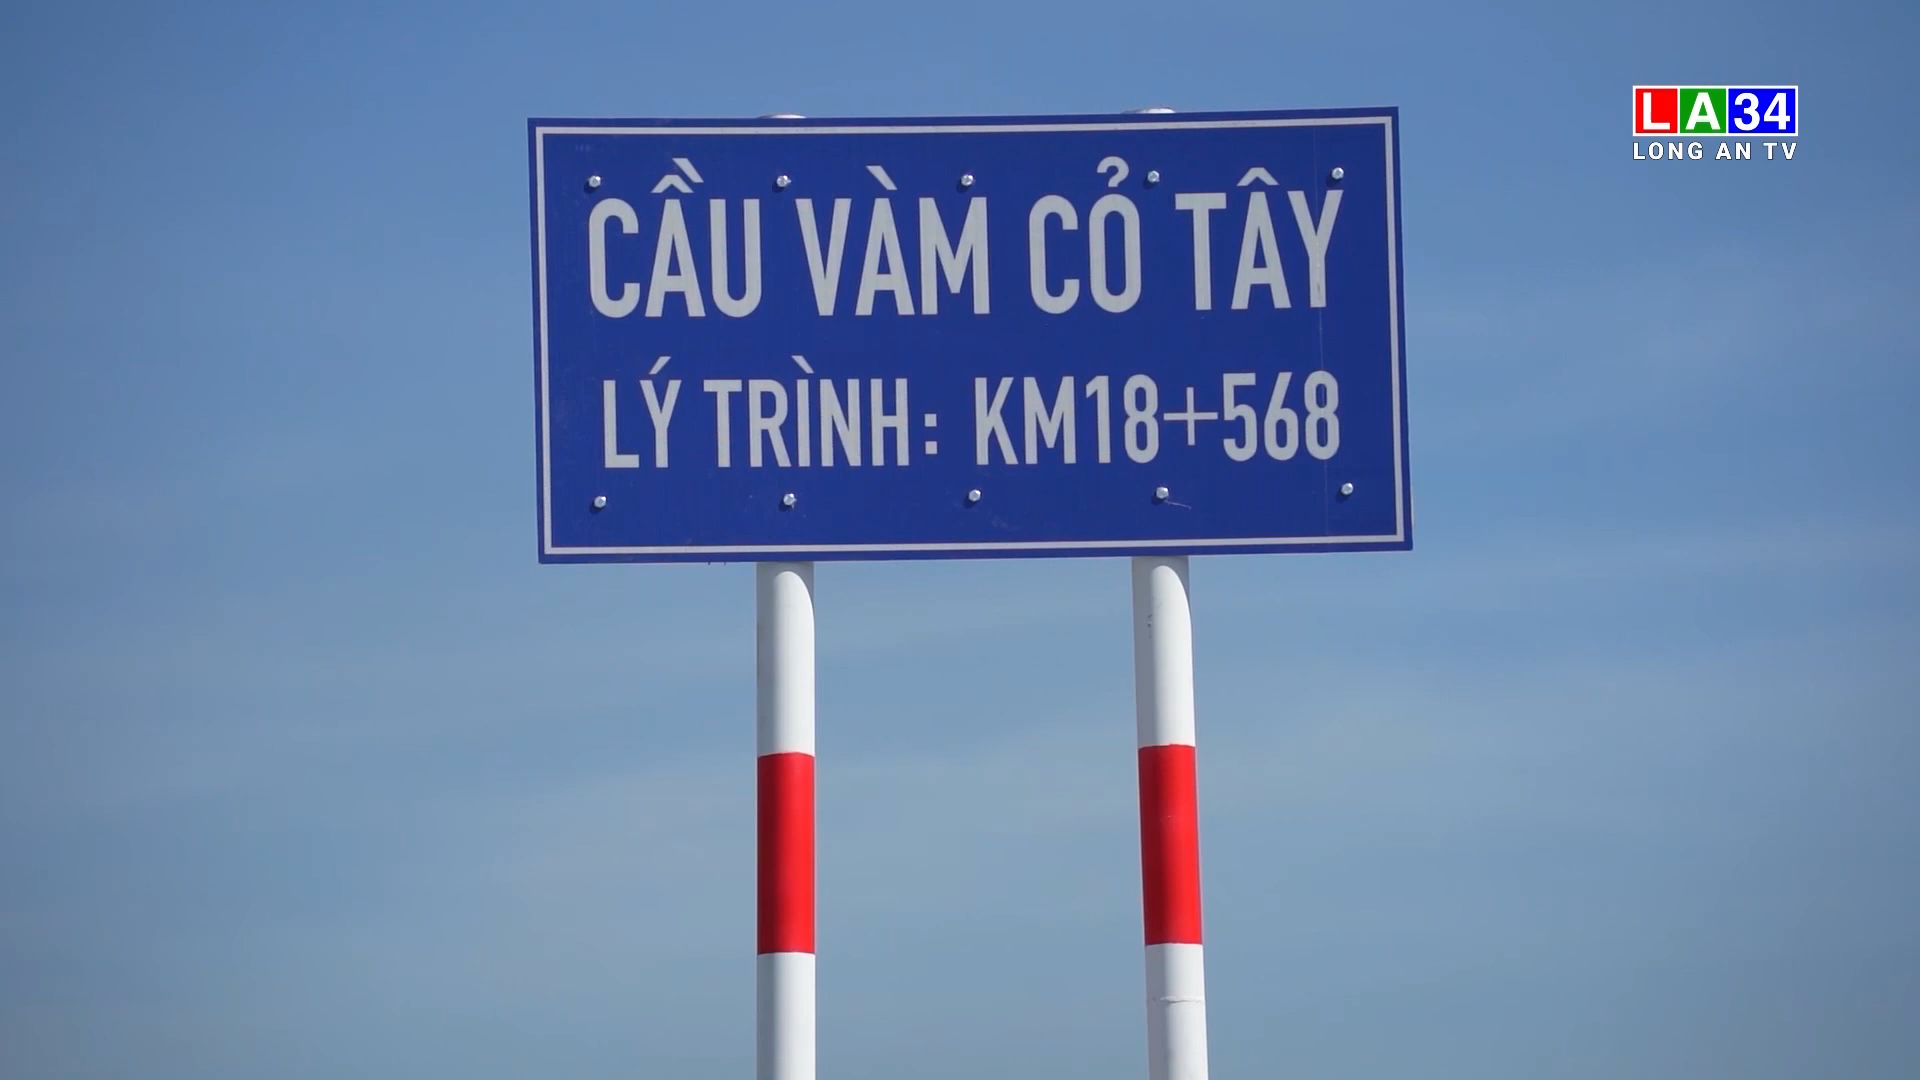 LA34
LONG AN TV
CẦU VÀM CỎ TÂY
LÝ TRÌNH: KM18+568